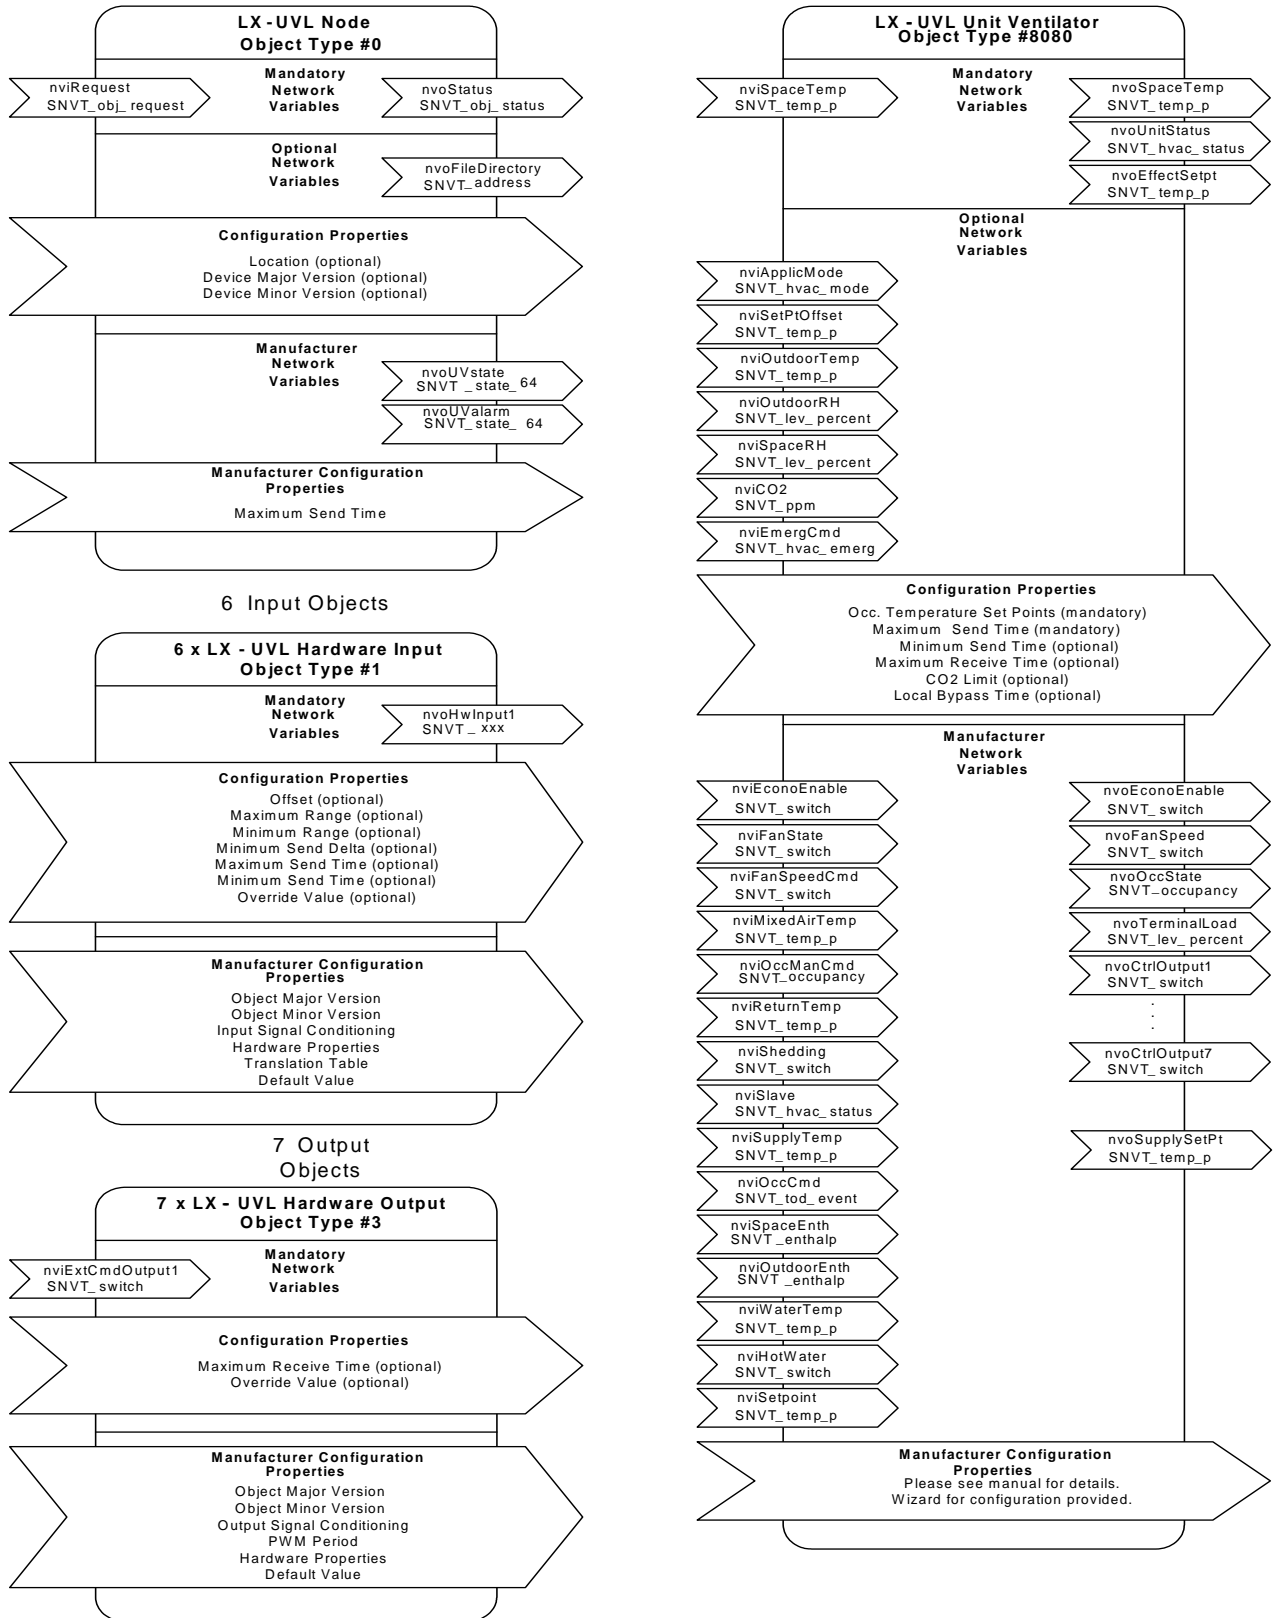 LX - UVL Node
Object Type #0
Mandatory
Network
Variables
nviRequest
SNVT_obj_request
nvoStatus
SNVT_obj_status
Optional
Network
Variables
nvoFileDirectory
SNVT_address
Configuration Properties
Location (optional)
Device Major Version (optional)
Device Minor Version (optional)
Manufacturer
Network
Variables
nvoUVstate
SNVT_state_64
nvoUValarm
SNVT_state_64
Manufacturer Configuration
Properties
Maximum Send Time
6 Input Objects
6 x LX - UVL Hardware Input
Object Type #1
Mandatory
Network
Variables
nvoHwInput1
SNVT_xxx
Configuration Properties
Offset (optional)
Maximum Range (optional)
Minimum Range (optional)
Minimum Send Delta (optional)
Maximum Send Time (optional)
Minimum Send Time (optional)
Override Value (optional)
Manufacturer Configuration
Properties
Object Major Version
Object Minor Version
Input Signal Conditioning
Hardware Properties
Translation Table
Default Value
7 Output
Objects
7 x LX - UVL Hardware Output
Object Type #3
Mandatory
Network
Variables
nviExtCmdOutput1
SNVT_switch
Configuration Properties
Maximum Receive Time (optional)
Override Value (optional)
Manufacturer Configuration
Properties
Object Major Version
Object Minor Version
Output Signal Conditioning
PWM Period
Hardware Properties
Default Value
LX - UVL Unit Ventilator
Object Type #8080
Mandatory
Network
Variables
nviSpaceTemp
SNVT_temp_p
nvoSpaceTemp
SNVT_temp_p
nvoUnitStatus
SNVT_hvac_status
nvoEffectSetpt
SNVT_temp_p
Optional
Network
Variables
nviApplicMode
SNVT_hvac_mode
nviSetPtOffset
SNVT_temp_p
nviOutdoorTemp
SNVT_temp_p
nviOutdoorRH
SNVT_lev_percent
nviSpaceRH
SNVT_lev_percent
nviCO2
SNVT_ppm
nviEmergCmd
SNVT_hvac_emerg
Configuration Properties
Occ. Temperature Set Points (mandatory)
Maximum Send Time (mandatory)
Minimum Send Time (optional)
Maximum Receive Time (optional)
CO2 Limit (optional)
Local Bypass Time (optional)
Manufacturer
Network
Variables
nviEconoEnable
SNVT_switch
nviFanState
SNVT_switch
nviFanSpeedCmd
SNVT_switch
nviMixedAirTemp
SNVT_temp_p
nviOccManCmd
SNVT_occupancy
nviReturnTemp
SNVT_temp_p
nviShedding
SNVT_switch
nviSlave
SNVT_hvac_status
nviSupplyTemp
SNVT_temp_p
nviOccCmd
SNVT_tod_event
nviSpaceEnth
SNVT_enthalp
nviOutdoorEnth
SNVT_enthalp
nviWaterTemp
SNVT_temp_p
nviHotWater
SNVT_switch
nviSetpoint
SNVT_temp_p
nvoEconoEnable
SNVT_switch
nvoFanSpeed
SNVT_switch
nvoOccState
SNVT_occupancy
nvoTerminalLoad
SNVT_lev_percent
nvoCtrlOutput1
SNVT_switch
.
.
.
nvoCtrlOutput7
SNVT_switch
nvoSupplySetPt
SNVT_temp_p
Manufacturer Configuration
Properties
Please see manual for details.
Wizard for configuration provided.